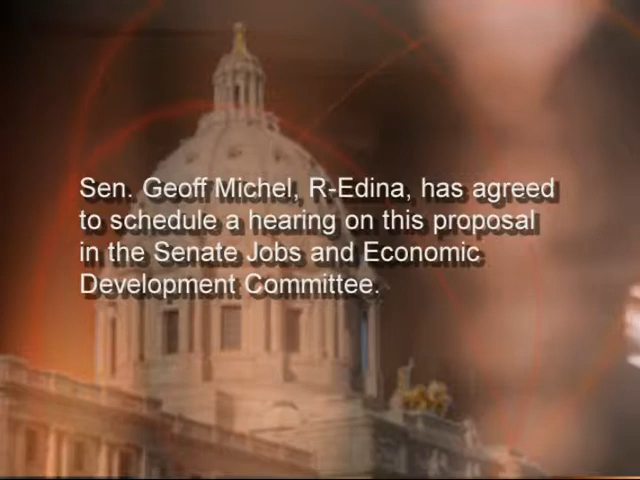 Sen. Geoff Michel, R-Edina, has agreed
to schedule a hearing on this proposal
in the Senate Jobs and Economic
Development Committee.